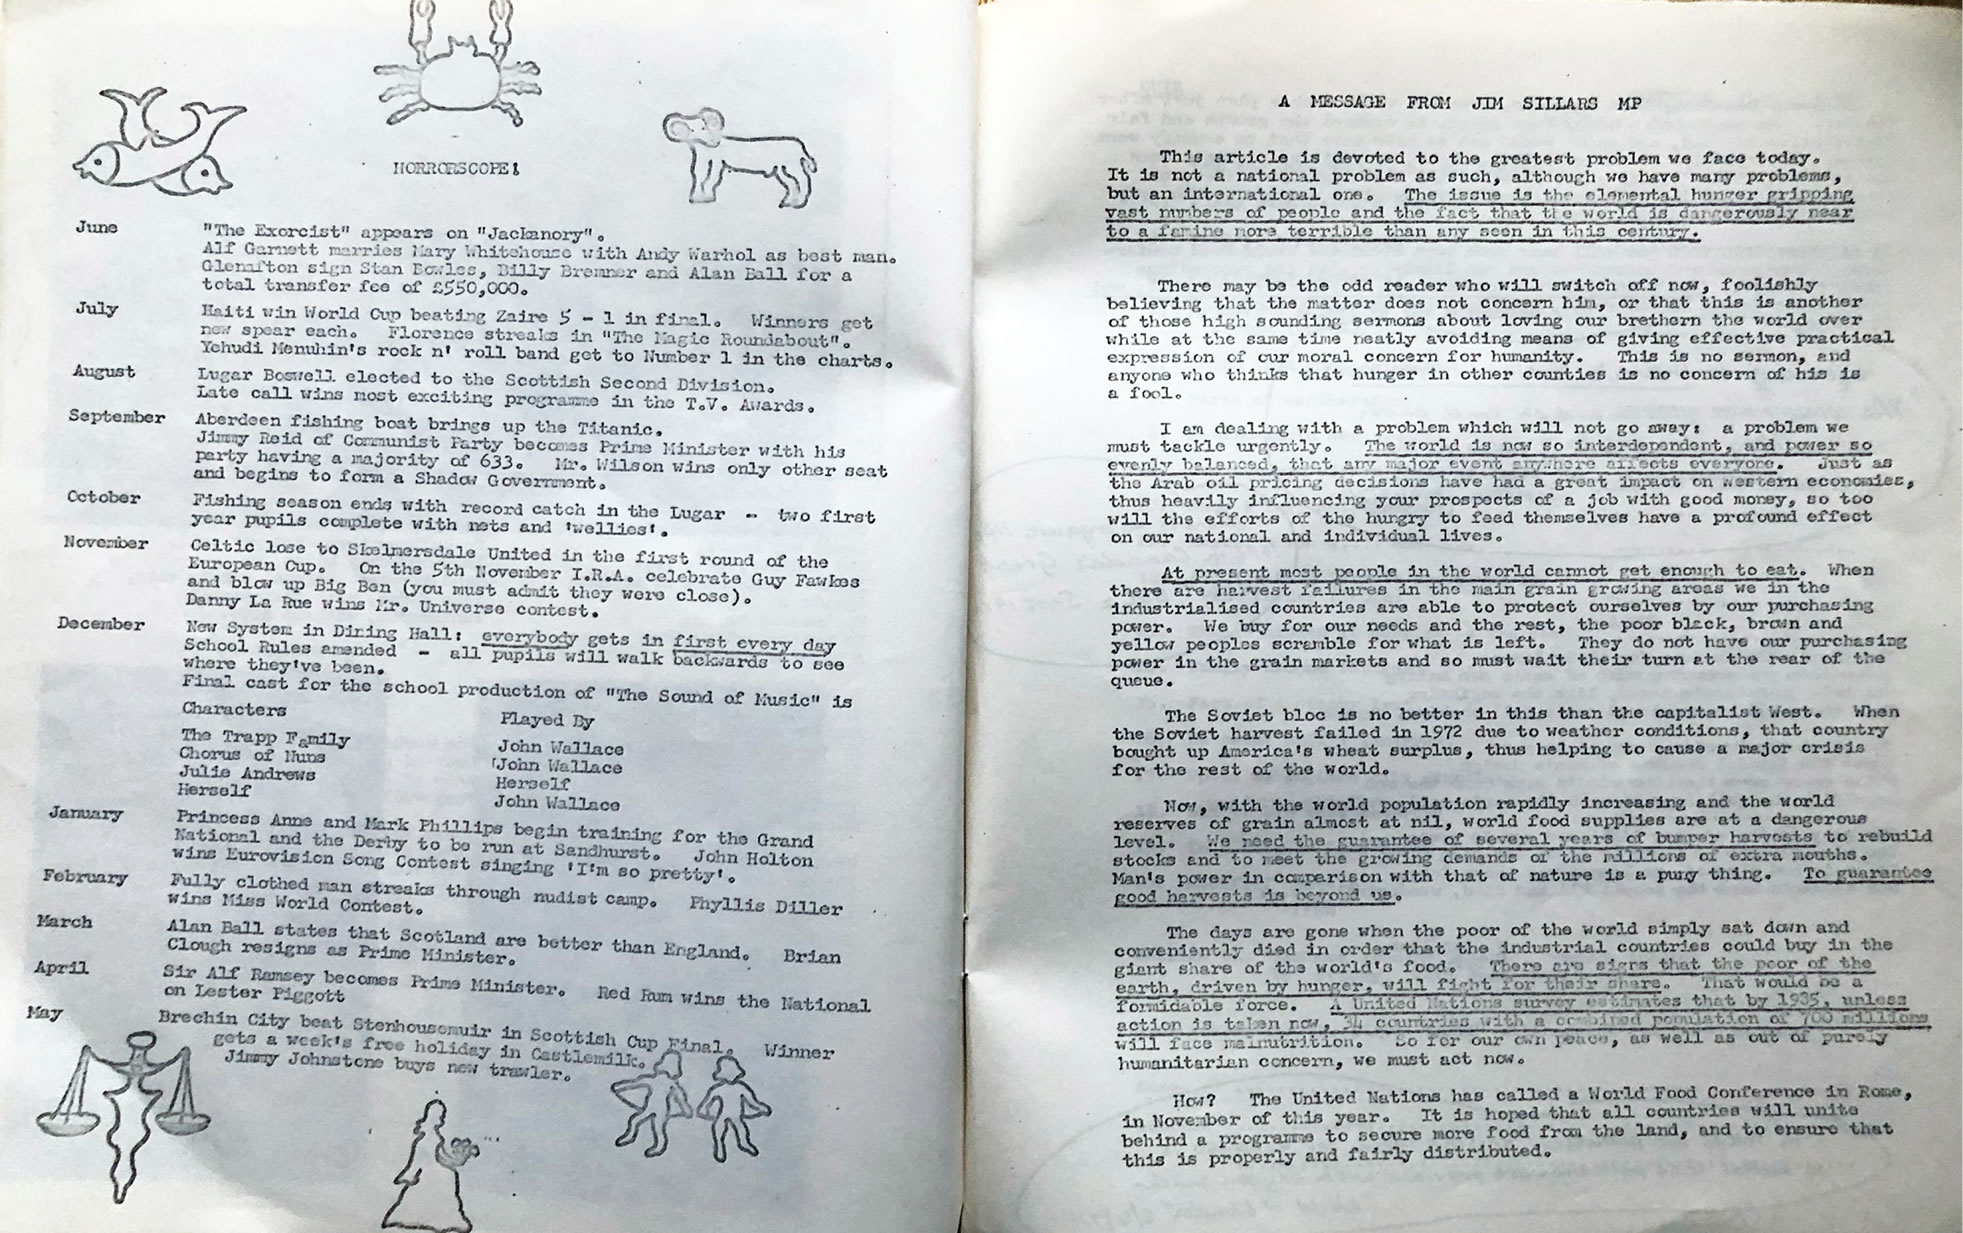 HORRORSCOPE!
June
"The Exorcist" appears on "Jackanory".
Alf Garnett marries Mary Whitehouse with Andy Warhol as best man.
Glenafton sign Stan Bowles, Billy Bremner and Alan Ball for a
total transfer fee of £550,000.
July
Haiti win World Cup beating Zaire 5 - 1 in final. Winners get
new spear each. Florence streaks in "The Magic Roundabout".
Yehudi Menuhin's rock n' roll band get to Number 1 in the charts.
August
Lugar Boswell elected to the Scottish Second Division.
Late call wins most exciting programme in the T.V. Awards.
September
Aberdeen fishing boat brings up the Titanic.
Jimmy Reid of Communist Party becomes Prime Minister with his
party having a majority of 633. Mr. Wilson wins only other seat
and begins to form a Shadow Government.
October
Fishing season ends with record catch in the Lugar - two first
year pupils complete with nets and 'wellies'.
November
Celtic lose to Skelmersdale United in the first round of the
European Cup. On the 5th November I.R.A. celebrate Guy Fawkes
and blow up Big Ben (you must admit they were close).
Danny La Rue wins Mr. Universe contest.
December
New System in Dining Hall: everybody gets in first every day
School Rules amended - all pupils will walk backwards to see
where they've been.
Final cast for the school production of "The Sound of Music" is
Characters Played By
The Trapp Family John Wallace
Chorus of Nuns John Wallace
Julie Andrews Herself
Herself John Wallace
January
Princess Anne and Mark Phillips begin training for the Grand
National and the Derby to be run at Sandhurst. John Holton
wins Eurovision Song Contest singing 'I'm so pretty'.
February
Fully clothed man streaks through nudist camp. Phyllis Diller
wins Miss World Contest.
March
Alan Ball states that Scotland are better than England. Brian
Clough resigns as Prime Minister.
April
Sir Alf Ramsey becomes Prime Minister. Red Rum wins the National
on Lester Piggott
May
Brechin City beat Stenhousemuir in Scottish Cup Final. Winner
gets a week's free holiday in Castlemilk.
Jimmy Johnstone buys new trawler.
A MESSAGE FROM JIM SILLARS MP
This article is devoted to the greatest problem we face today.
It is not a national problem as such, although we have many problems,
but an international one. The issue is the elemental hunger gripping
vast numbers of people and the fact that the world is dangerously near
to a famine more terrible than any seen in this century.
There may be the odd reader who will switch off now, foolishly
believing that the matter does not concern him, or that this is another
of those high sounding sermons about loving our brethern the world over
while at the same time neatly avoiding means of giving effective practical
expression of our moral concern for humanity. This is no sermon, and
anyone who thinks that hunger in other counties is no concern of his is
a fool.
I am dealing with a problem which will not go away: a problem we
must tackle urgently. The world is now so interdependent, and power so
evenly balanced, that any major event anywhere affects everyone. Just as
the Arab oil pricing decisions have had a great impact on western economies,
thus heavily influencing your prospects of a job with good money, so too
will the efforts of the hungry to feed themselves have a profound effect
on our national and individual lives.
At present most people in the world cannot get enough to eat. When
there are harvest failures in the main grain growing areas we in the
industrialised countries are able to protect ourselves by our purchasing
power. We buy for our needs and the rest, the poor black, brown and
yellow peoples scramble for what is left. They do not have our purchasing
power in the grain markets and so must wait their turn at the rear of the
queue.
The Soviet bloc is no better in this than the capitalist West. When
the Soviet harvest failed in 1972 due to weather conditions, that country
bought up America's wheat surplus, thus helping to cause a major crisis
for the rest of the world.
Now, with the world population rapidly increasing and the world
reserves of grain almost at nil, world food supplies are at a dangerous
level. We need the guarantee of several years of bumper harvests to rebuild
stocks and to meet the growing demands of the millions of extra mouths.
Man's power in comparison with that of nature is a puny thing. To guarantee
good harvests is beyond us.
The days are gone when the poor of the world simply sat down and
conveniently died in order that the industrial countries could buy in the
giant share of the world's food. There are signs that the poor of the
earth, driven by hunger, will fight for their share. That would be a
formidable force. A United Nations survey estimates that by 1985, unless
action is taken now, 34 countries with a combined population of 700 millions
will face malnutrition. So for our own peace, as well as out of purely
humanitarian concern, we must act now.
How? The United Nations has called a World Food Conference in Rome,
in November of this year. It is hoped that all countries will unite
behind a programme to secure more food from the land, and to ensure that
this is properly and fairly distributed.